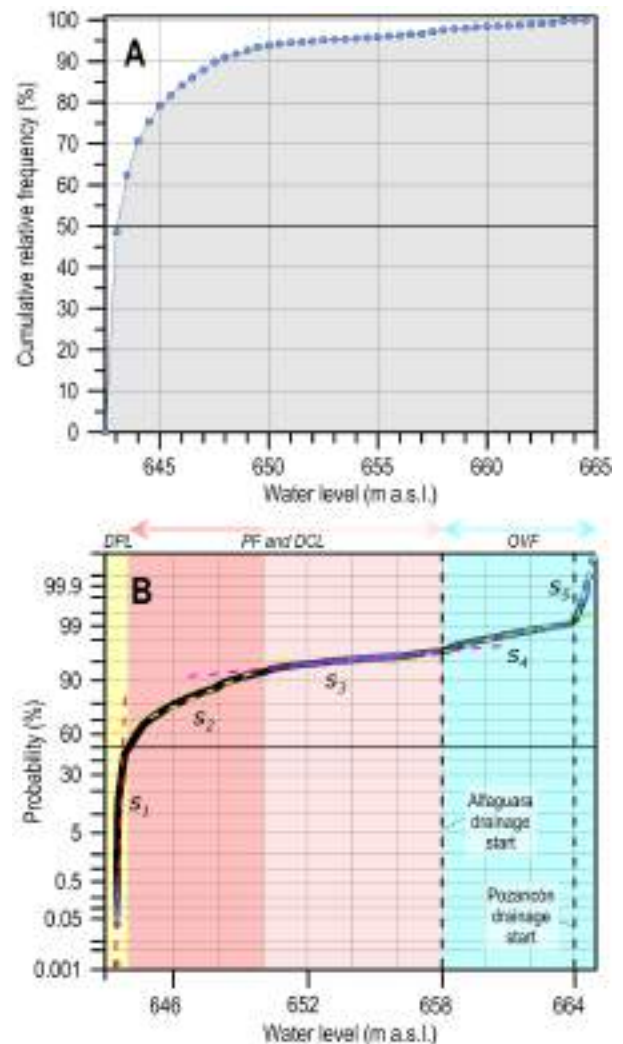 A
100
90
80
70
60
50
40
30
20
10
0
Cumulative relative frequency (%)
645 650 655 660 665
Water level (m a.s.l.)
DPL PF and DCL OVF
B
99.9
99
90
60
30
5
0.5
0.05
0.001
Probability (%)
S1
S2
S3
S4
S5
Alfaguara
drainage
start
Pozancón
drainage
start
646 652 658 664
Water level (m a.s.l.)